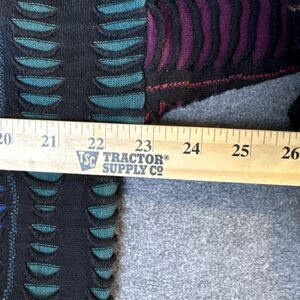 20 21 22 23 24 25 26
TSC TRACTOR®
SUPPLY CO